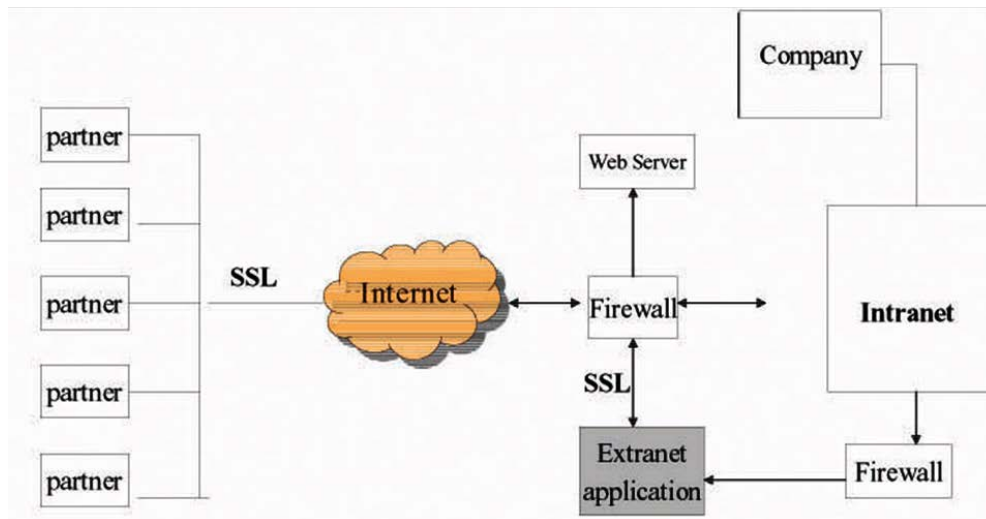 Company
partner
Web Server
partner
SSL
Internet
partner
Firewall
Intranet
SSL
partner
Extranet
application
Firewall
partner